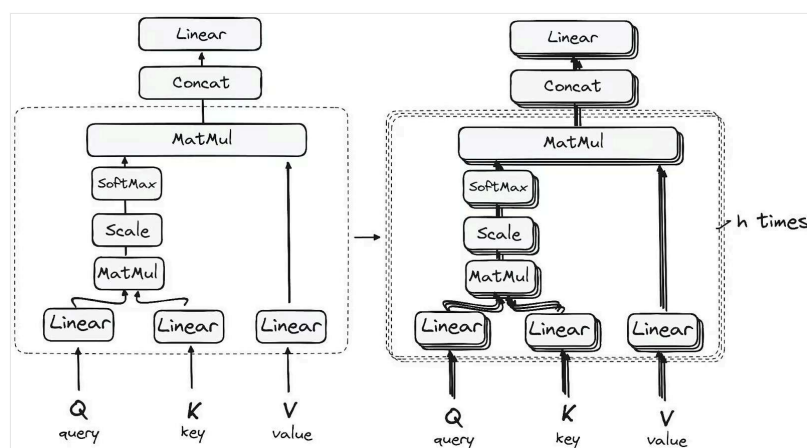 Linear
Concat
MatMul
SoftMax
Scale
MatMul
Linear Linear Linear
Q K V
query key value
Linear
Concat
MatMul
SoftMax
Scale
MatMul
Linear Linear Linear
Q K V
query key value
h times